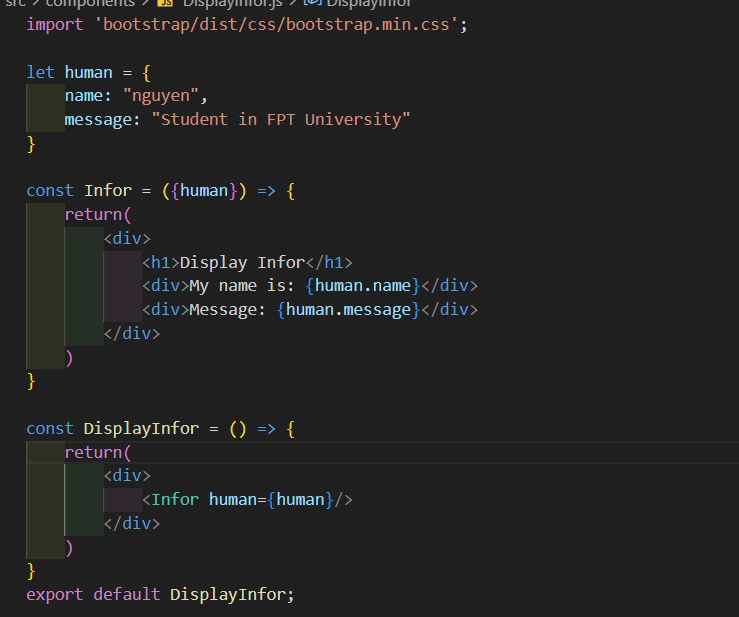 src > components > JS DisplayInfor.js > DisplayInfor
import 'bootstrap/dist/css/bootstrap.min.css';
let human = {
    name: "nguyen",
    message: "Student in FPT University"
}
const Infor = ({human}) => {
    return(
        <div>
            <h1>Display Infor</h1>
            <div>My name is: {human.name}</div>
            <div>Message: {human.message}</div>
        </div>
    )
}
const DisplayInfor = () => {
    return(
        <div>
            <Infor human={human}/>
        </div>
    )
}
export default DisplayInfor;